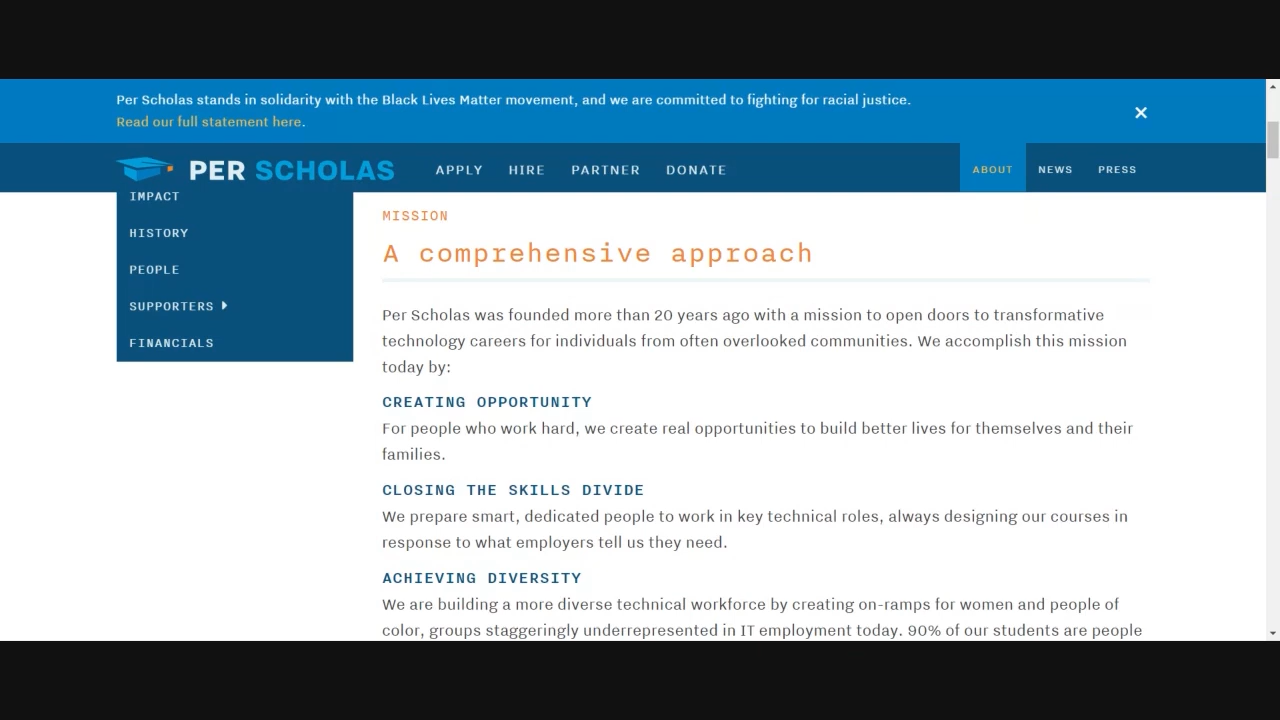 Per Scholas stands in solidarity with the Black Lives Matter movement, and we are committed to fighting for racial justice.
Read our full statement here.
PER SCHOLAS
APPLY
HIRE
PARTNER
DONATE
ABOUT
NEWS
PRESS
IMPACT
HISTORY
PEOPLE
SUPPORTERS
FINANCIALS
MISSION
A comprehensive approach
Per Scholas was founded more than 20 years ago with a mission to open doors to transformative
technology careers for individuals from often overlooked communities. We accomplish this mission
today by:
CREATING OPPORTUNITY
For people who work hard, we create real opportunities to build better lives for themselves and their
families.
CLOSING THE SKILLS DIVIDE
We prepare smart, dedicated people to work in key technical roles, always designing our courses in
response to what employers tell us they need.
ACHIEVING DIVERSITY
We are building a more diverse technical workforce by creating on-ramps for women and people of
color, groups staggeringly underrepresented in IT employment today. 90% of our students are people